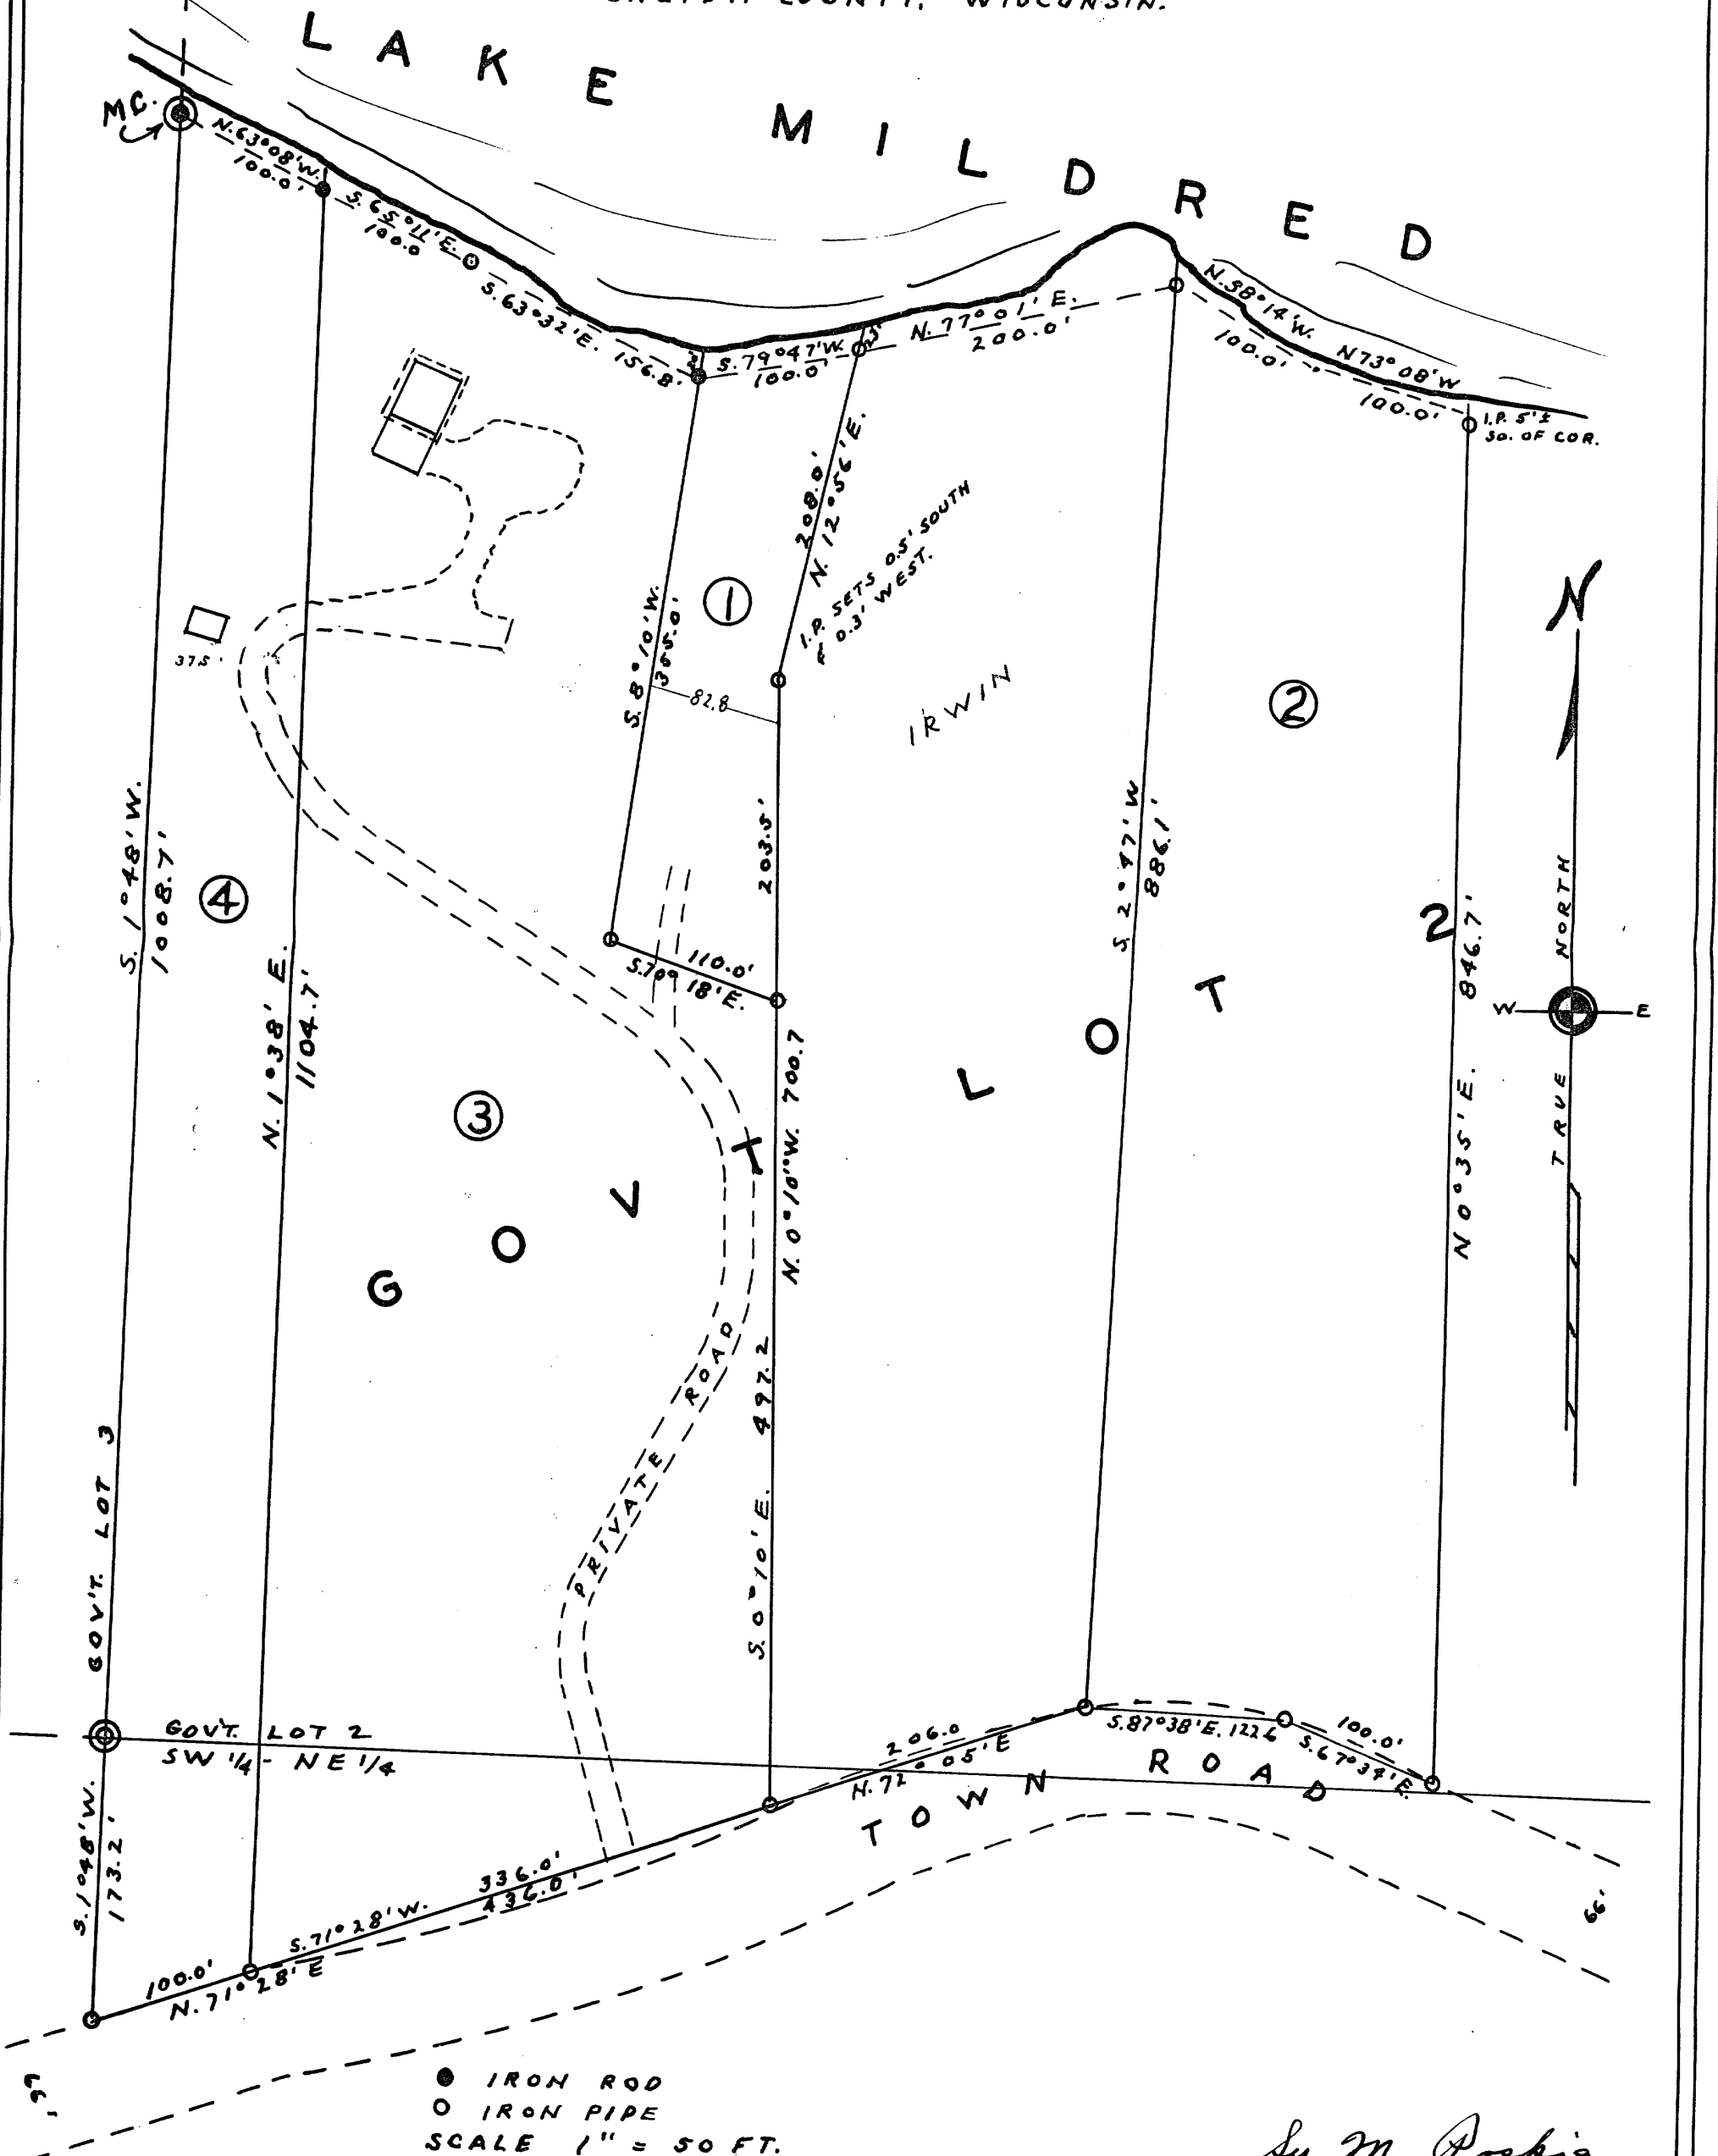 COUNTY, WISCONSIN.
LAKE MILDRED
M.C.
N.63°08'W.
100.0'
S.65°11'E.
100.0
S.63°32'E. 156.8'
S.79°47'W.
100.0'
N.77°01'E.
200.0'
N.38°14'W.
100.0'
N73°08'W
100.0'
I.P. 5'±
SO. OF COR.
208.0'
N.12°56'E.
I.P. SETS 0.5' SOUTH
& 0.3' WEST.
1
S.8°10'W.
355.0'
82.8
IRWIN
2
N
37.5'
S.1°48'W.
1008.7'
4
N.1°38'E.
1104.7'
203.5'
110.0'
S.70°18'E.
S.2°47'W
886.1'
846.7'
N0°35'E.
TRUE NORTH
W E
3
N.0°10'W. 700.7
GOVT LOT 2
PRIVATE ROAD
S.0°10'E. 497.2
GOV'T. LOT 3
GOV'T. LOT 2
SW 1/4 - NE 1/4
S.1°48'W.
173.2'
206.0
N.72°05'E
S.87°38'E. 122.6
100.0'
S.67°34'E.
TOWN ROAD
336.0'
436.0'
S.71°28'W.
100.0'
N.71°28'E
66'
66'
IRON ROD
IRON PIPE
SCALE 1" = 50 FT.